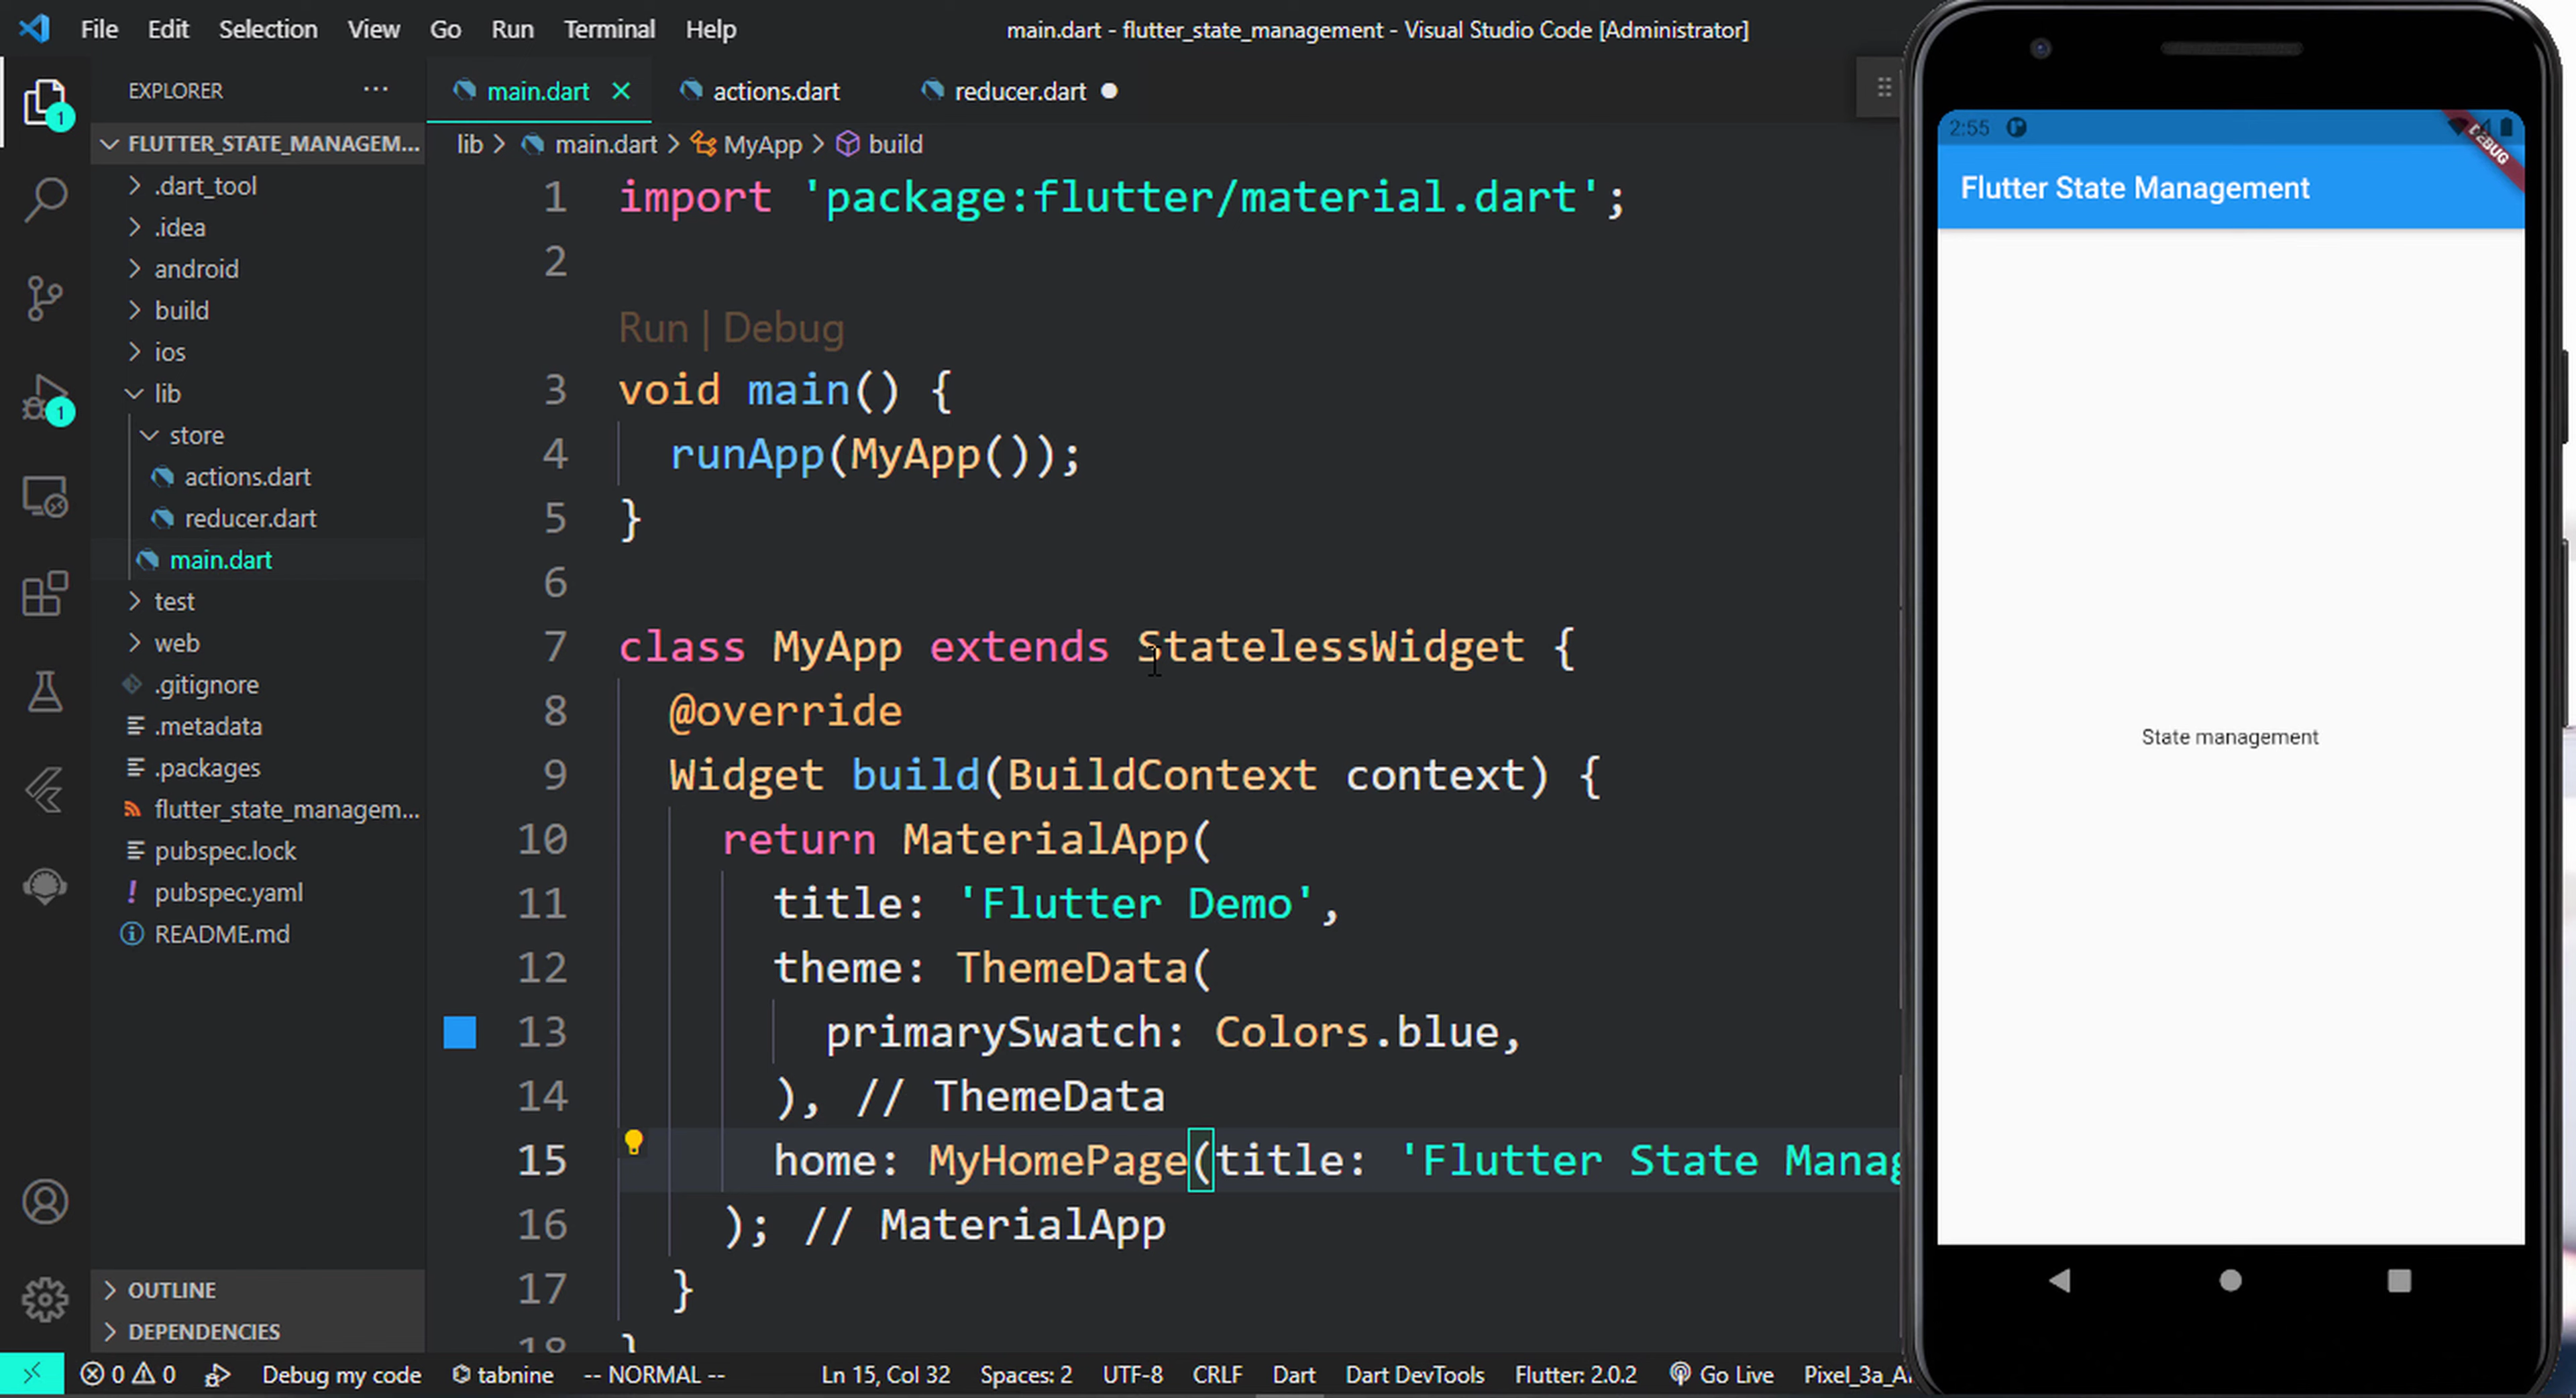 File Edit Selection View Go Run Terminal Help
main.dart - flutter_state_management - Visual Studio Code [Administrator]
EXPLORER ...
main.dart
actions.dart
reducer.dart
FLUTTER_STATE_MANAGEM...
.dart_tool
.idea
android
build
ios
lib
store
actions.dart
reducer.dart
main.dart
test
web
.gitignore
.metadata
.packages
flutter_state_managem...
pubspec.lock
pubspec.yaml
README.md
OUTLINE
DEPENDENCIES
1
1
lib > main.dart > MyApp > build
1 import 'package:flutter/material.dart';
2
Run | Debug
3 void main() {
4 runApp(MyApp());
5 }
6
7 class MyApp extends StatelessWidget {
8 @override
9 Widget build(BuildContext context) {
10 return MaterialApp(
11 title: 'Flutter Demo',
12 theme: ThemeData(
13 primarySwatch: Colors.blue,
14 ), // ThemeData
15 home: MyHomePage(title: 'Flutter State Manag
16 ); // MaterialApp
17 }
18 }
0 0 Debug my code tabnine -- NORMAL -- Ln 15, Col 32 Spaces: 2 UTF-8 CRLF Dart Dart DevTools Flutter: 2.0.2 Go Live Pixel_3a_A
2:55
DEBUG
Flutter State Management
State management